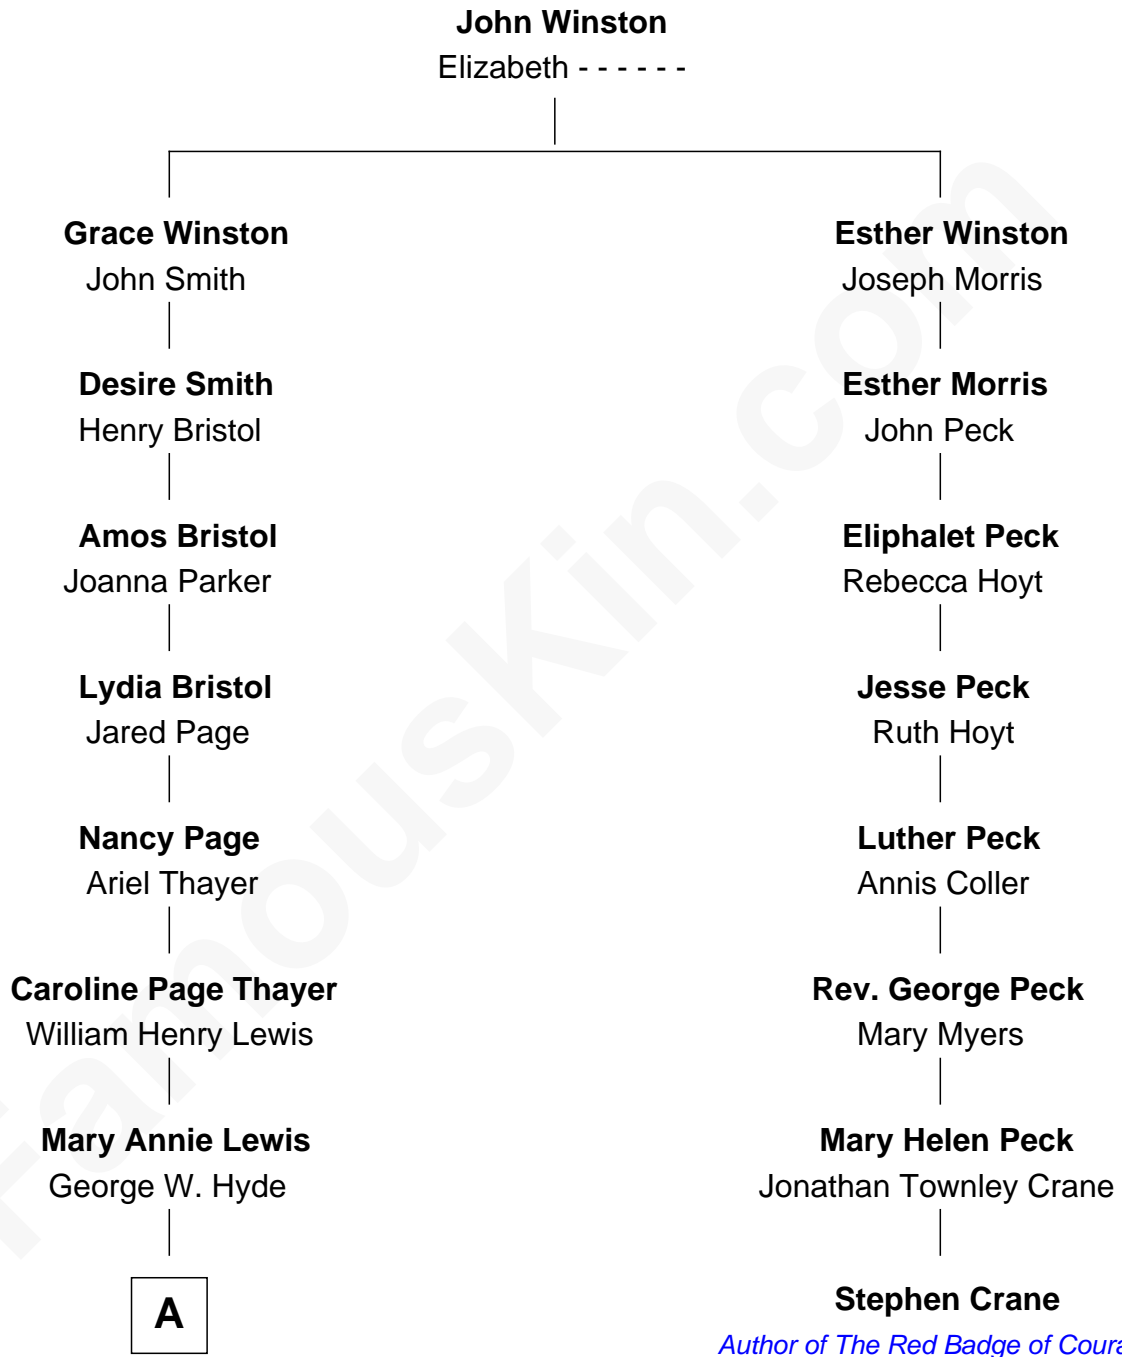 John Winston
Elizabeth - - - - - -
Grace Winston
John Smith
Esther Winston
Joseph Morris
Desire Smith
Henry Bristol
Esther Morris
John Peck
Amos Bristol
Joanna Parker
Eliphalet Peck
Rebecca Hoyt
Lydia Bristol
Jared Page
Jesse Peck
Ruth Hoyt
Nancy Page
Ariel Thayer
Luther Peck
Annis Coller
Caroline Page Thayer
William Henry Lewis
Rev. George Peck
Mary Myers
Mary Annie Lewis
George W. Hyde
Mary Helen Peck
Jonathan Townley Crane
A
Stephen Crane
Author of The Red Badge of
FamousKin.com